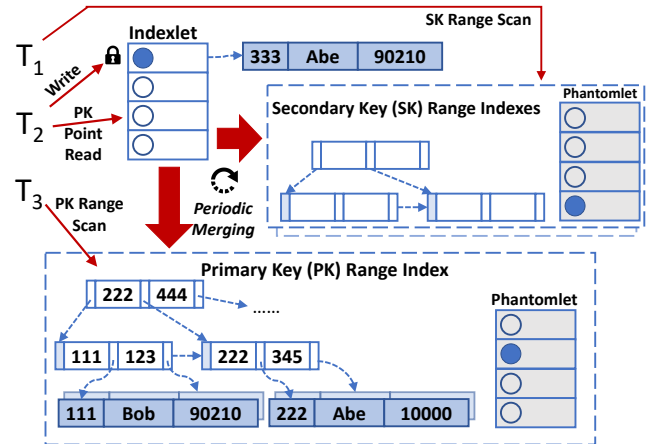 Indexlet
SK Range Scan
T1
Write
333 Abe 90210
T2
PK Point Read
Secondary Key (SK) Range Indexes
Phantomlet
T3
PK Range Scan
Periodic Merging
Primary Key (PK) Range Index
222 444
......
Phantomlet
111 123
222 345
111 Bob 90210
222 Abe 10000